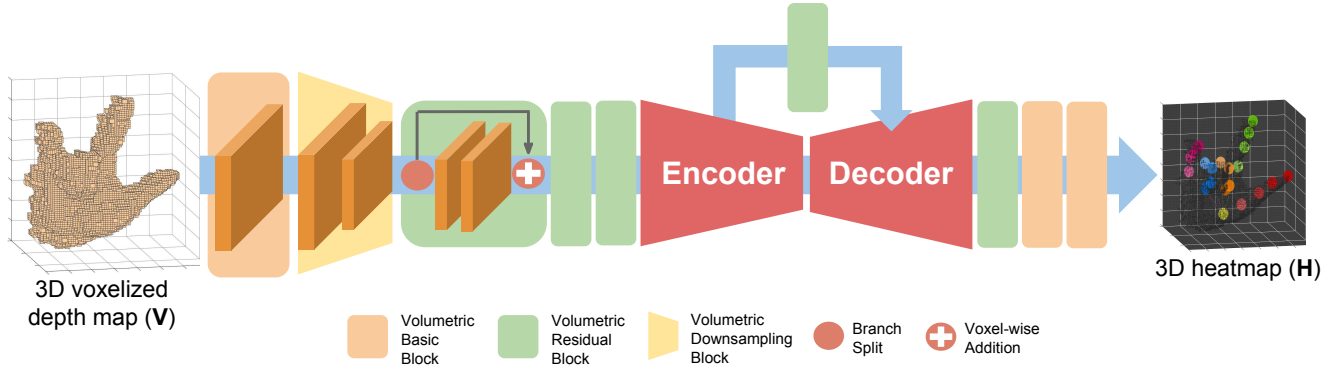 Encoder
Decoder
3D voxelized
depth map (V)
3D heatmap (H)
Volumetric
Basic
Block
Volumetric
Residual
Block
Volumetric
Downsampling
Block
Branch
Split
Voxel-wise
Addition